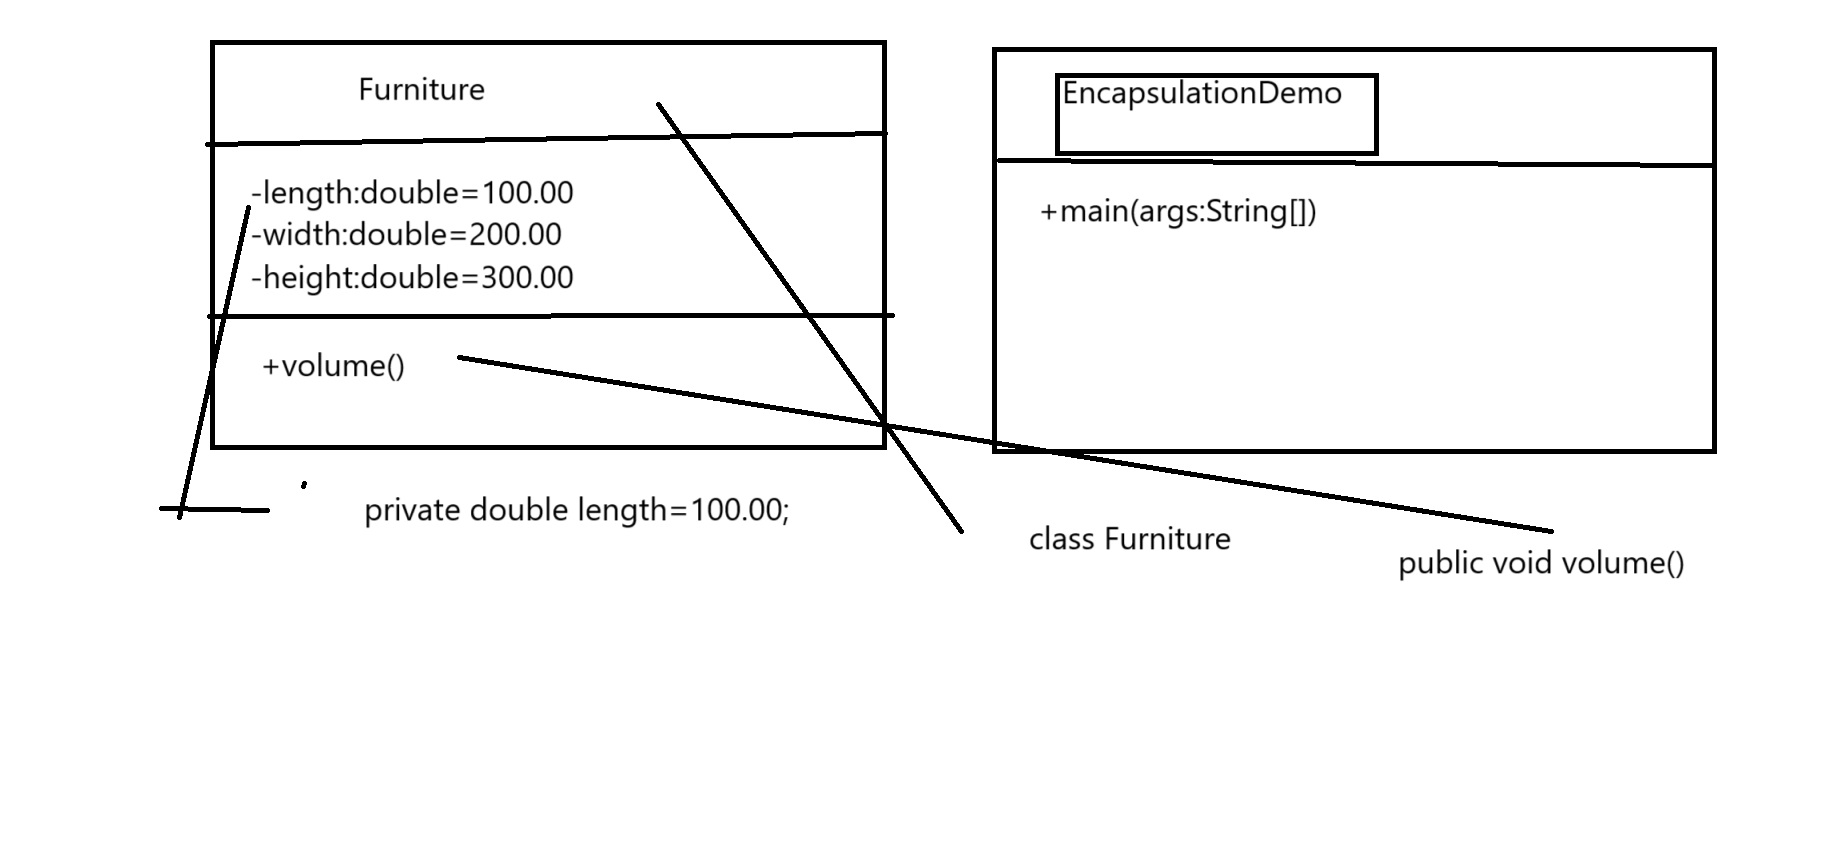 Furniture
-length:double=100.00
-width:double=200.00
-height:double=300.00
+volume()
EncapsulationDemo
+main(args:String[])
private double length=100.00;
class Furniture
public void volume()